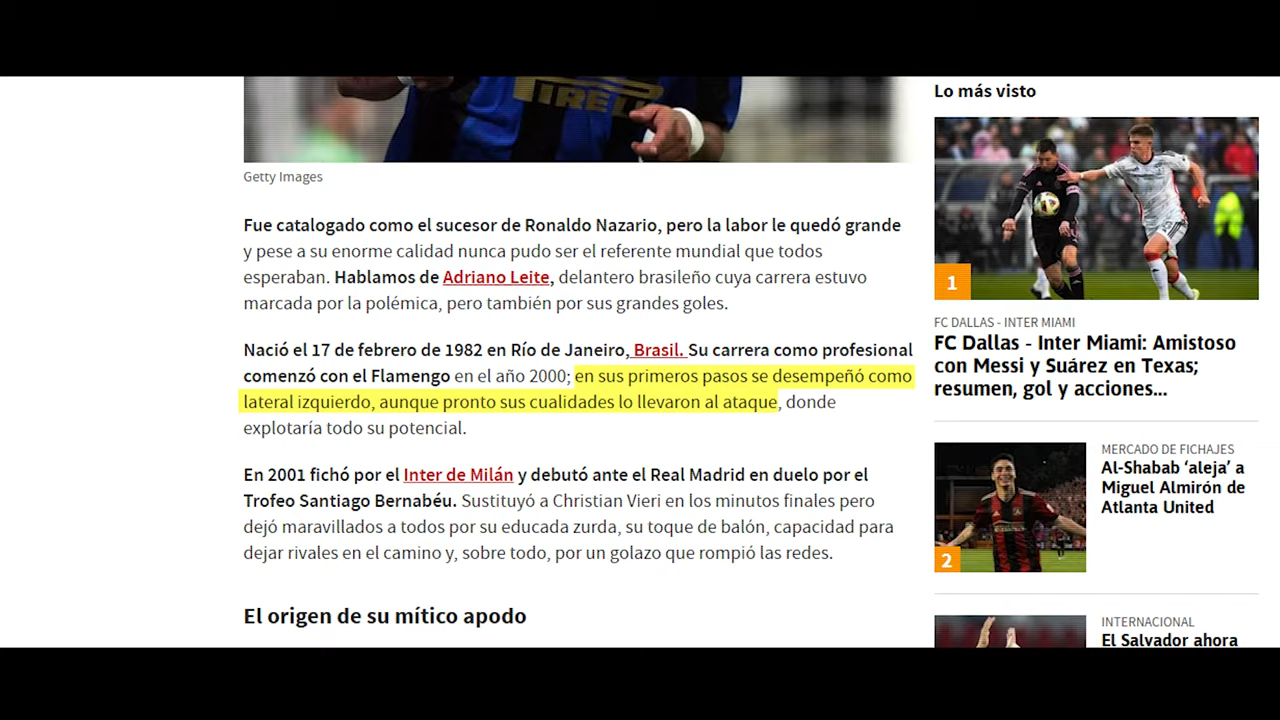 PIRELLI
Getty Images
Fue catalogado como el sucesor de Ronaldo Nazario, pero la labor le quedó grande
y pese a su enorme calidad nunca pudo ser el referente mundial que todos
esperaban. Hablamos de Adriano Leite, delantero brasileño cuya carrera estuvo
marcada por la polémica, pero también por sus grandes goles.
Nació el 17 de febrero de 1982 en Río de Janeiro, Brasil. Su carrera como profesional
comenzó con el Flamengo en el año 2000; en sus primeros pasos se desempeñó como
lateral izquierdo, aunque pronto sus cualidades lo llevaron al ataque, donde
explotaría todo su potencial.
En 2001 fichó por el Inter de Milán y debutó ante el Real Madrid en duelo por el
Trofeo Santiago Bernabéu. Sustituyó a Christian Vieri en los minutos finales pero
dejó maravillados a todos por su educada zurda, su toque de balón, capacidad para
dejar rivales en el camino y, sobre todo, por un golazo que rompió las redes.
El origen de su mítico apodo
Lo más visto
1
FC DALLAS - INTER MIAMI
FC Dallas - Inter Miami: Amistoso
con Messi y Suárez en Texas;
resumen, gol y acciones...
2
MERCADO DE FICHAJES
Al-Shabab ‘aleja’ a
Miguel Almirón de
Atlanta United
INTERNACIONAL
El Salvador ahora